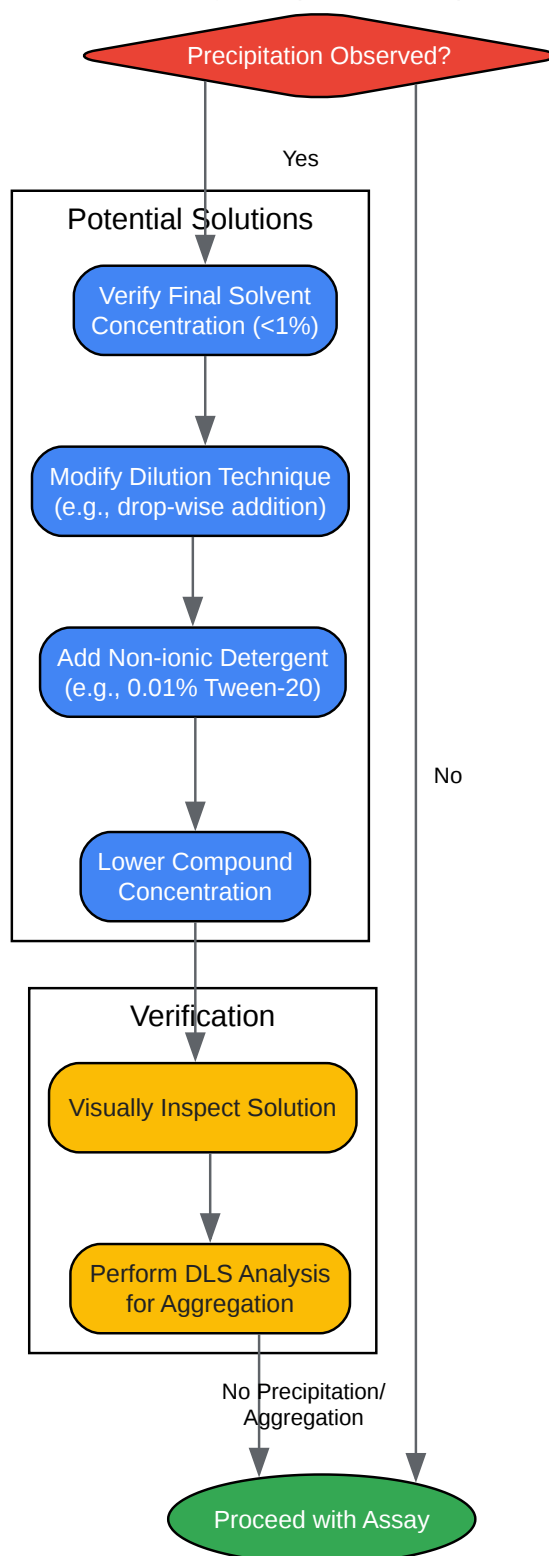 Precipitation Observed?
Yes
Potential Solutions
Verify Final Solvent
Concentration (<1%)
Modify Dilution Technique
(e.g., drop-wise addition)
Add Non-ionic Detergent
(e.g., 0.01% Tween-20)
No
Lower Compound
Concentration
Verification
Visually Inspect Solution
Perform DLS Analysis
for Aggregation
No Precipitation/
Aggregation
Proceed with Assay